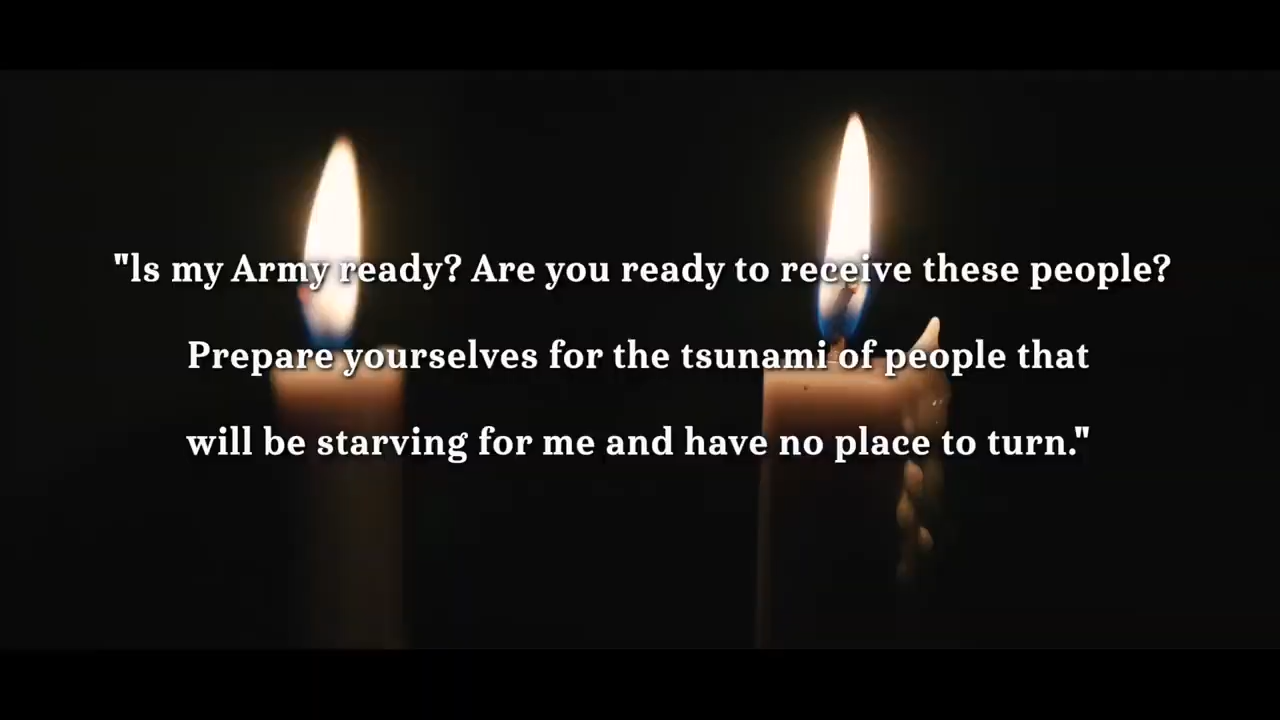 "Is my Army ready? Are you ready to receive these people?
Prepare yourselves for the tsunami of people that
will be starving for me and have no place to turn."